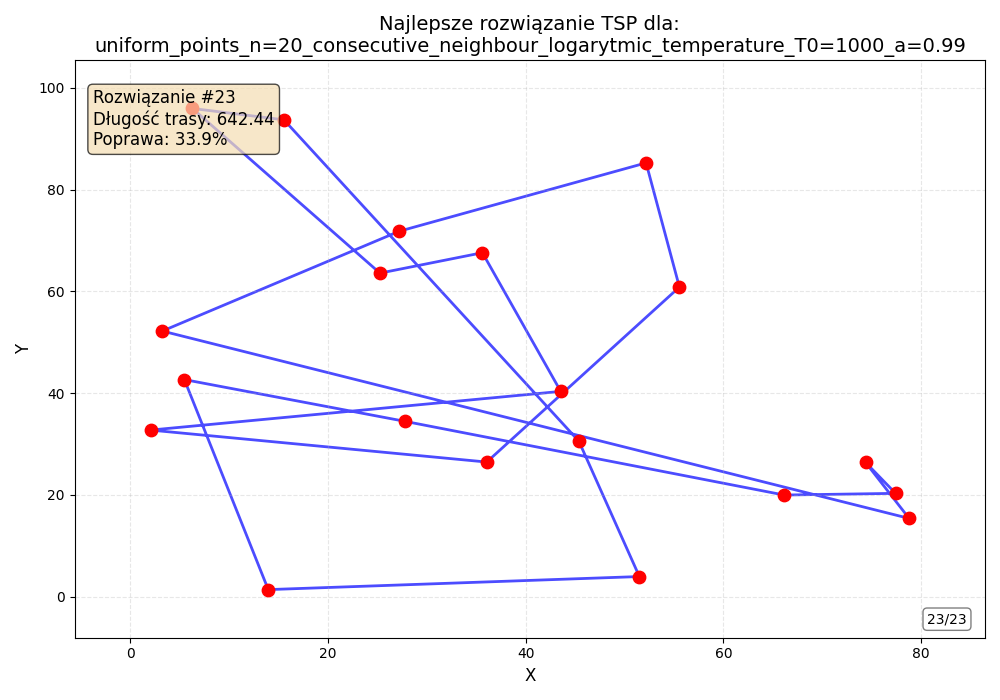 Najlepsze rozwiązanie TSP dla:
uniform_points_n=20_consecutive_neighbour_logarytmic_temperature_T0=1000_a=0.99
Rozwiązanie #23
Długość trasy: 642.44
Poprawa: 33.9%
100
80
60
40
20
0
Y
23/23
0 20 40 60 80
X